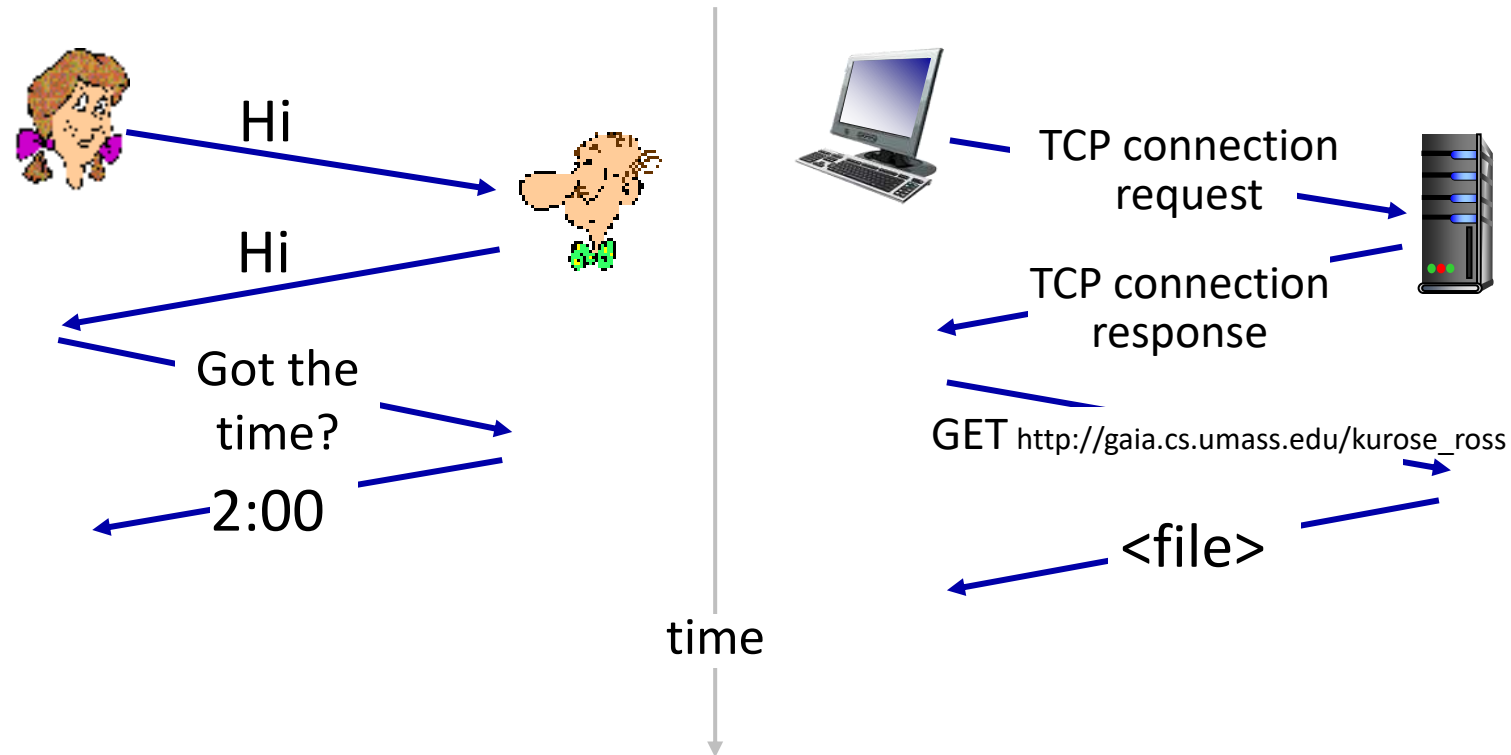 Hi
Hi
Got the
time?
2:00
TCP connection
request
TCP connection
response
GET http://gaia.cs.umass.edu/kurose_ross
<file>
time